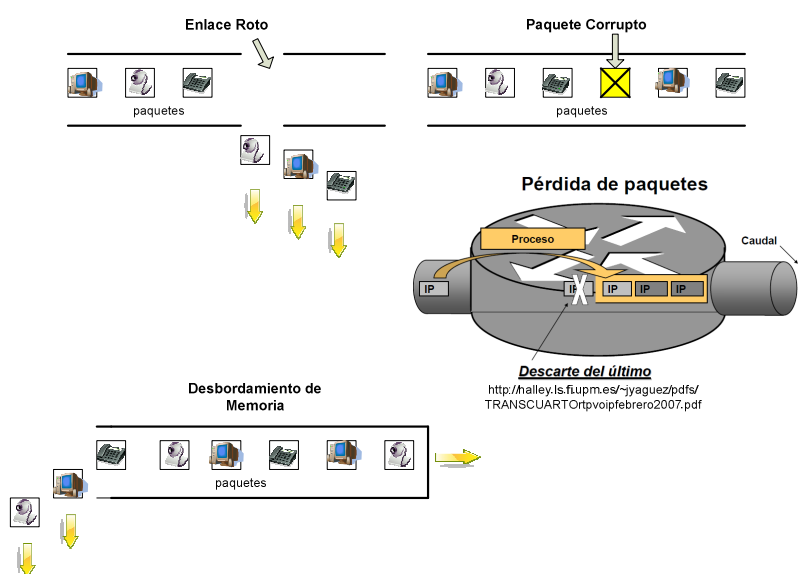 Enlace Roto
paquetes
Paquete Corrupto
paquetes
Pérdida de paquetes
Proceso
Caudal
IP
IP
IP
IP
IP
Descarte del último
http://halley.ls.fi.upm.es/~jyaguez/pdfs/
TRANSCUARTOrtpvoipfebrero2007.pdf
Desbordamiento de
Memoria
paquetes